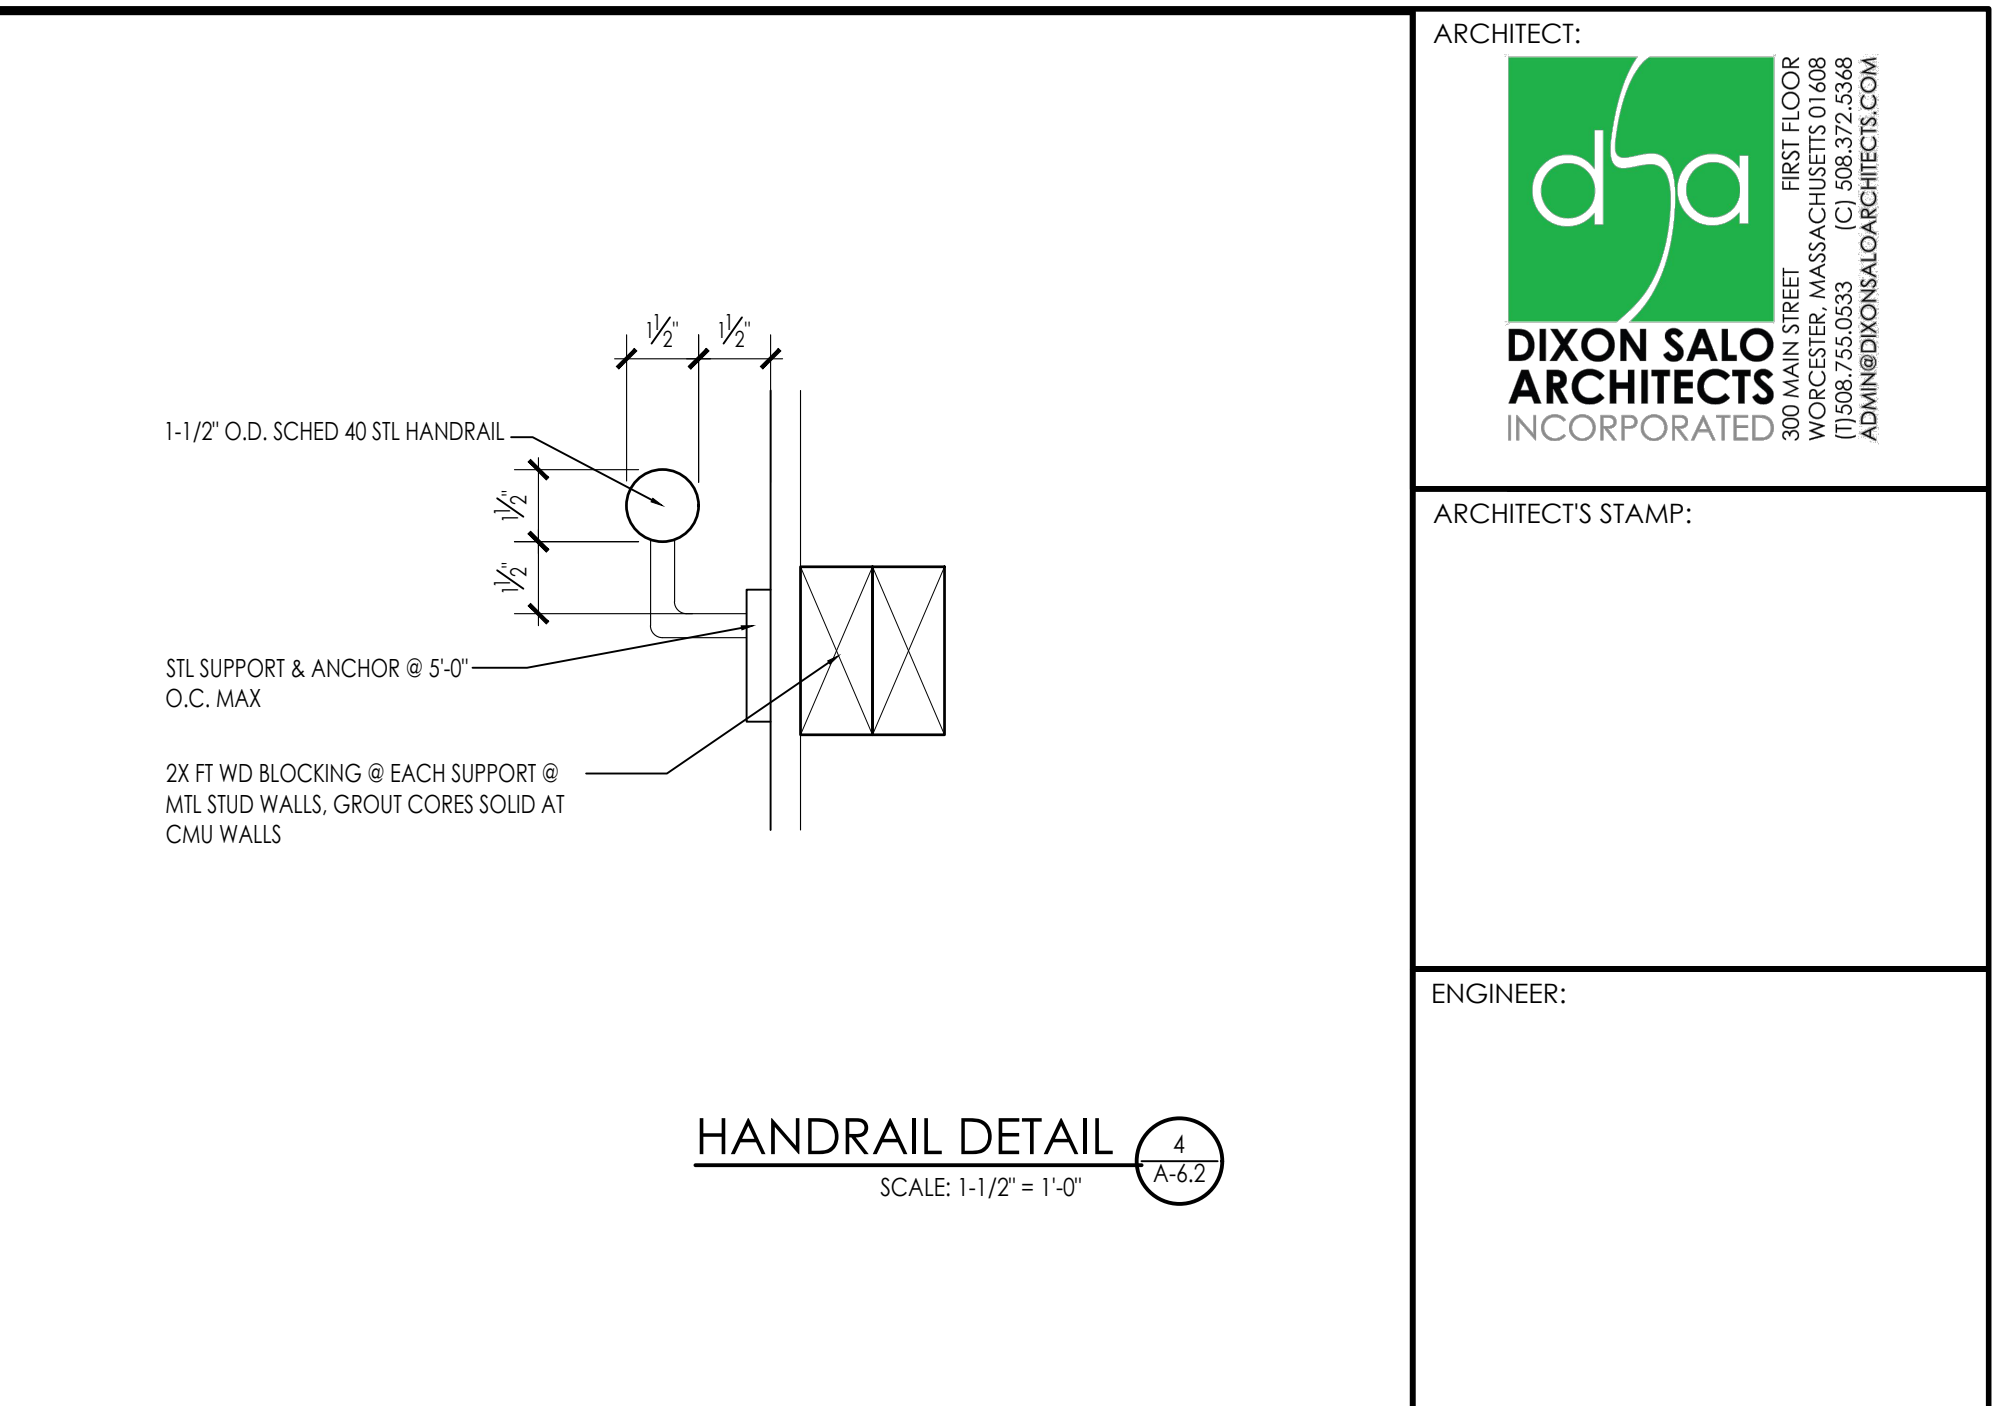 1½" 1½"
1-1/2" O.D. SCHED 40 STL HANDRAIL
1½"
1½"
STL SUPPORT & ANCHOR @ 5'-0"
O.C. MAX
2X FT WD BLOCKING @ EACH SUPPORT @
MTL STUD WALLS, GROUT CORES SOLID AT
CMU WALLS
HANDRAIL DETAIL
SCALE: 1-1/2" = 1'-0"
4
A-6.2
ARCHITECT:
dsa
DIXON SALO
ARCHITECTS
INCORPORATED
300 MAIN STREET FIRST FLOOR
WORCESTER, MASSACHUSETTS 01608
(T)508.755.0533 (C) 508.372.5368
ADMIN@DIXONSALOARCHITECTS.COM
ARCHITECT'S STAMP:
ENGINEER: